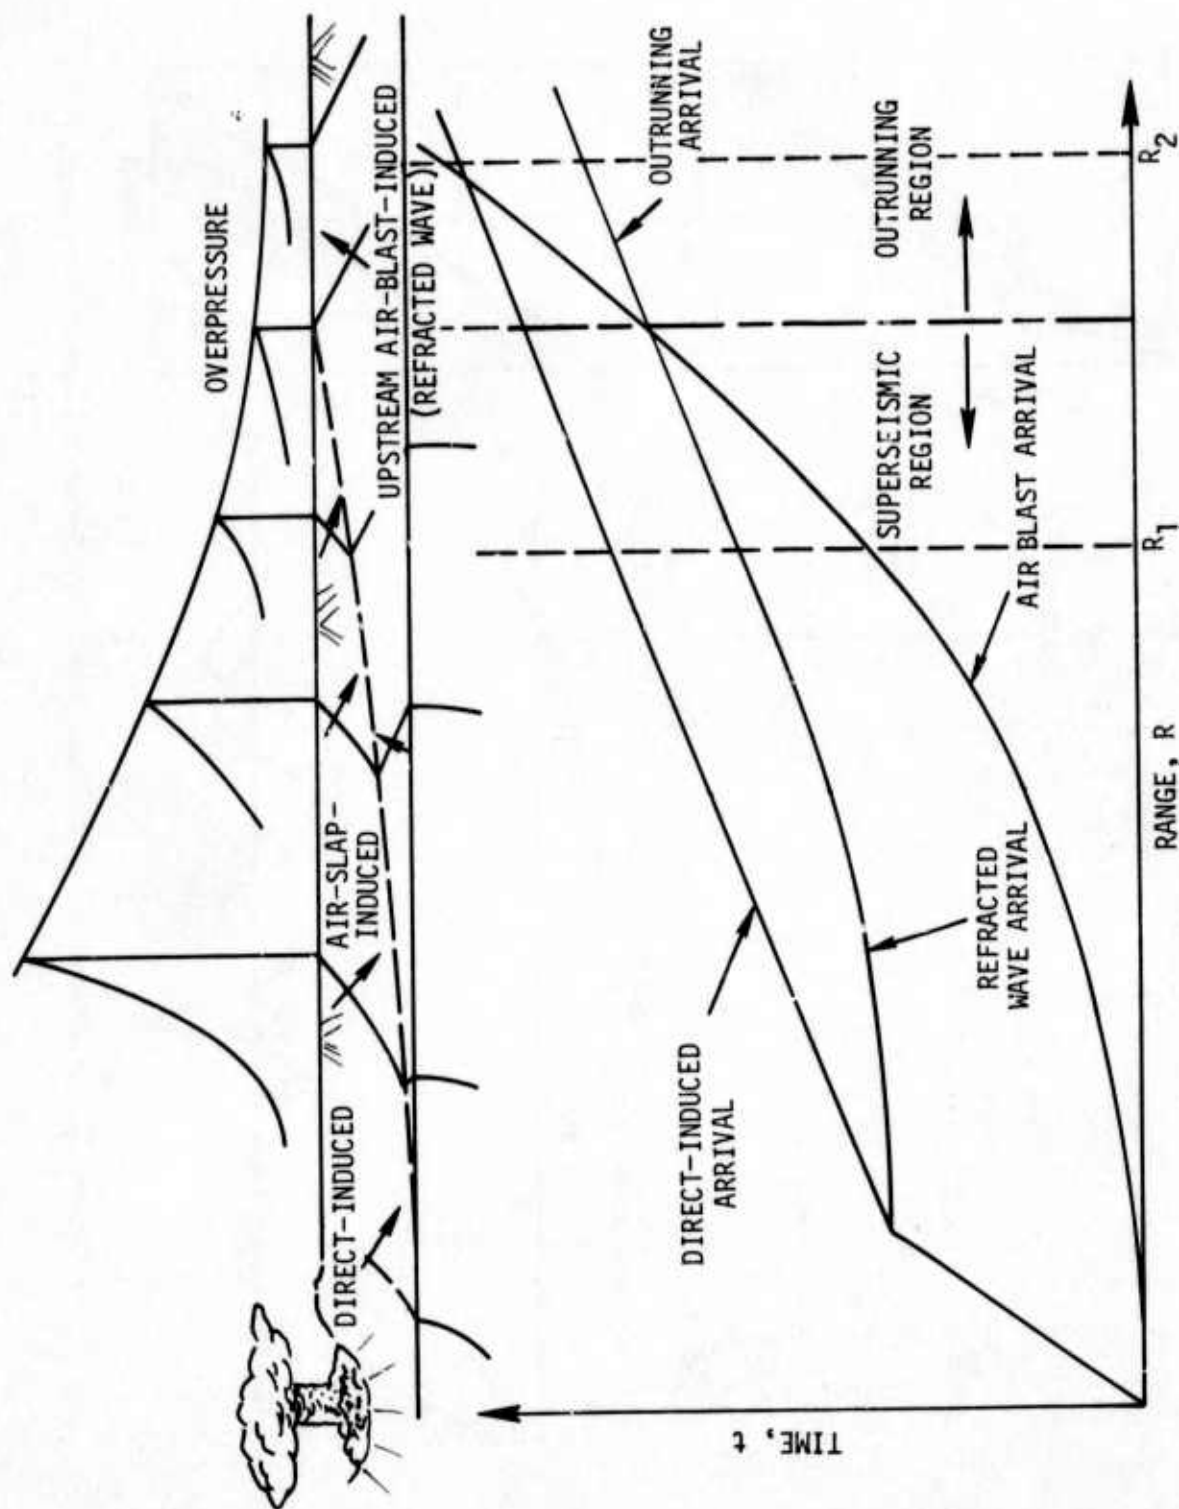 OVERPRESSURE
DIRECT-INDUCED
AIR-SLAP-
INDUCED
UPSTREAM AIR-BLAST-INDUCED
(REFRACTED WAVE)
OUTRUNNING
ARRIVAL
DIRECT-INDUCED
ARRIVAL
SUPERSEISMIC
REGION
OUTRUNNING
REGION
REFRACTED
WAVE ARRIVAL
AIR BLAST ARRIVAL
TIME, t
R1
R2
RANGE, R